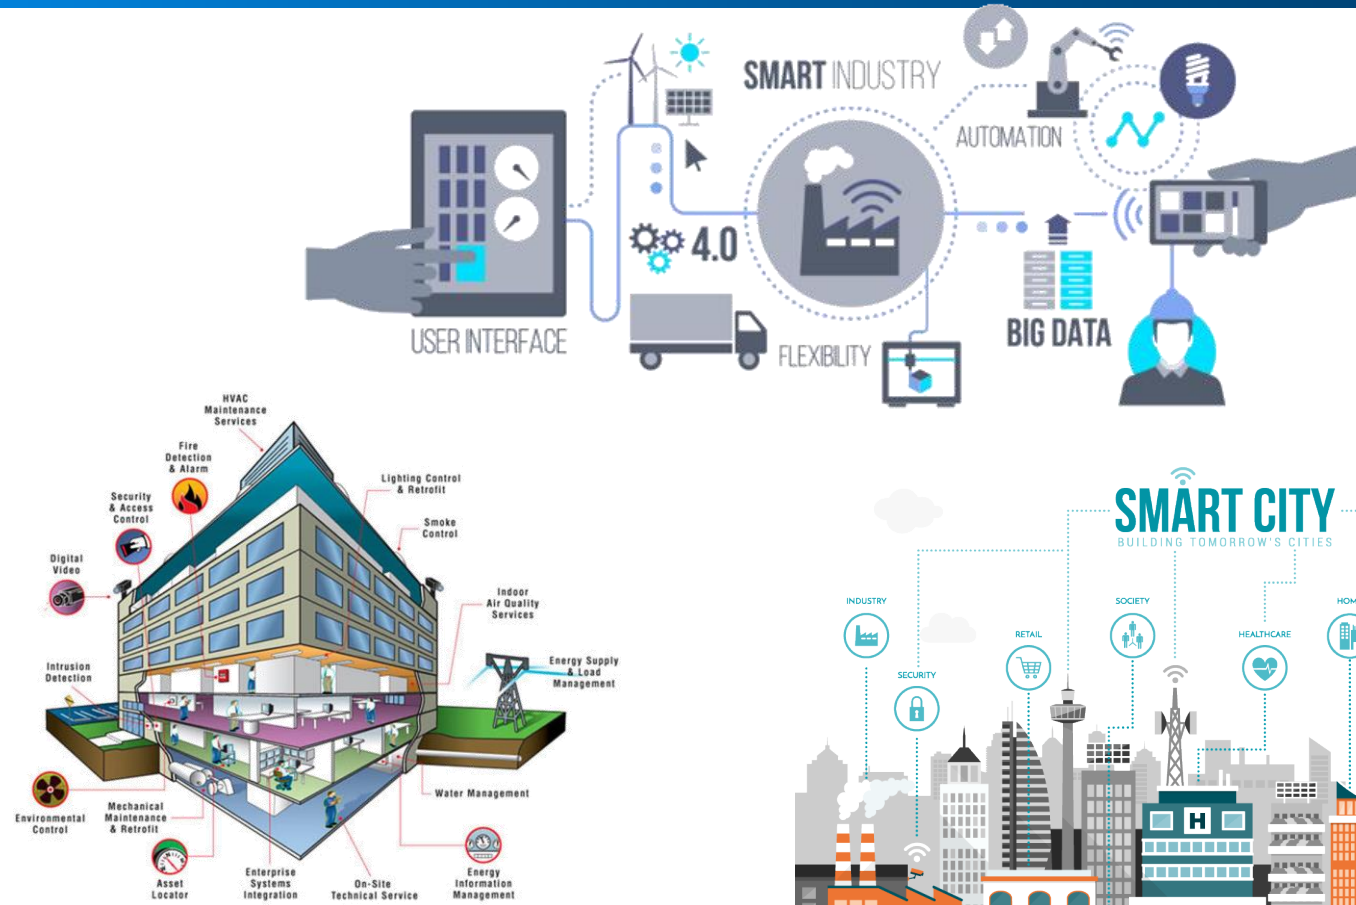 SMART INDUSTRY
AUTOMATION
4.0
USER INTERFACE
FLEXIBILITY
BIG DATA
HVAC
Maintenance
Services
Fire
Detection
& Alarm
Lighting Control
& Retrofit
Security
& Access
Control
Smoke
Control
Digital
Video
Indoor
Air Quality
Services
Intrusion
Detection
Energy Supply
& Load
Management
Water Management
Environmental
Control
Mechanical
Maintenance
& Retrofit
Asset
Locator
Enterprise
Systems
Integration
On-Site
Technical Service
Energy
Information
Management
SMART CITY
BUILDING TOMORROW'S CITIES
INDUSTRY
SOCIETY
HOM
RETAIL
HEALTHCARE
SECURITY
H